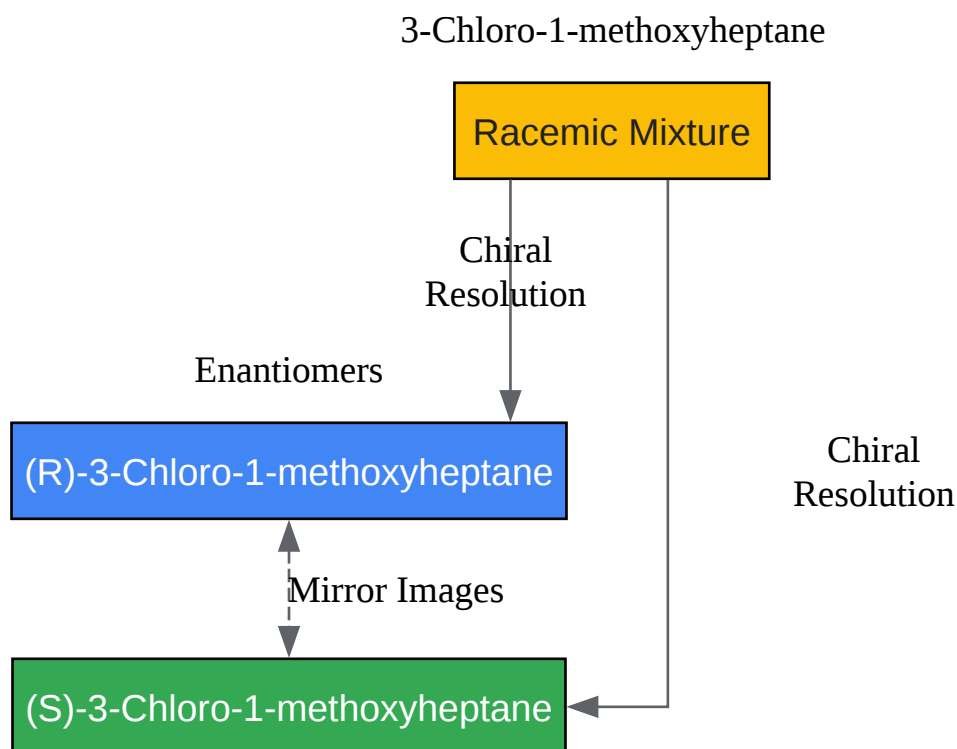 3-Chloro-1-methoxyheptane
Racemic Mixture
Chiral
Resolution
Enantiomers
(R)-3-Chloro-1-methoxyheptane
Chiral
Resolution
Mirror Images
(S)-3-Chloro-1-methoxyheptane